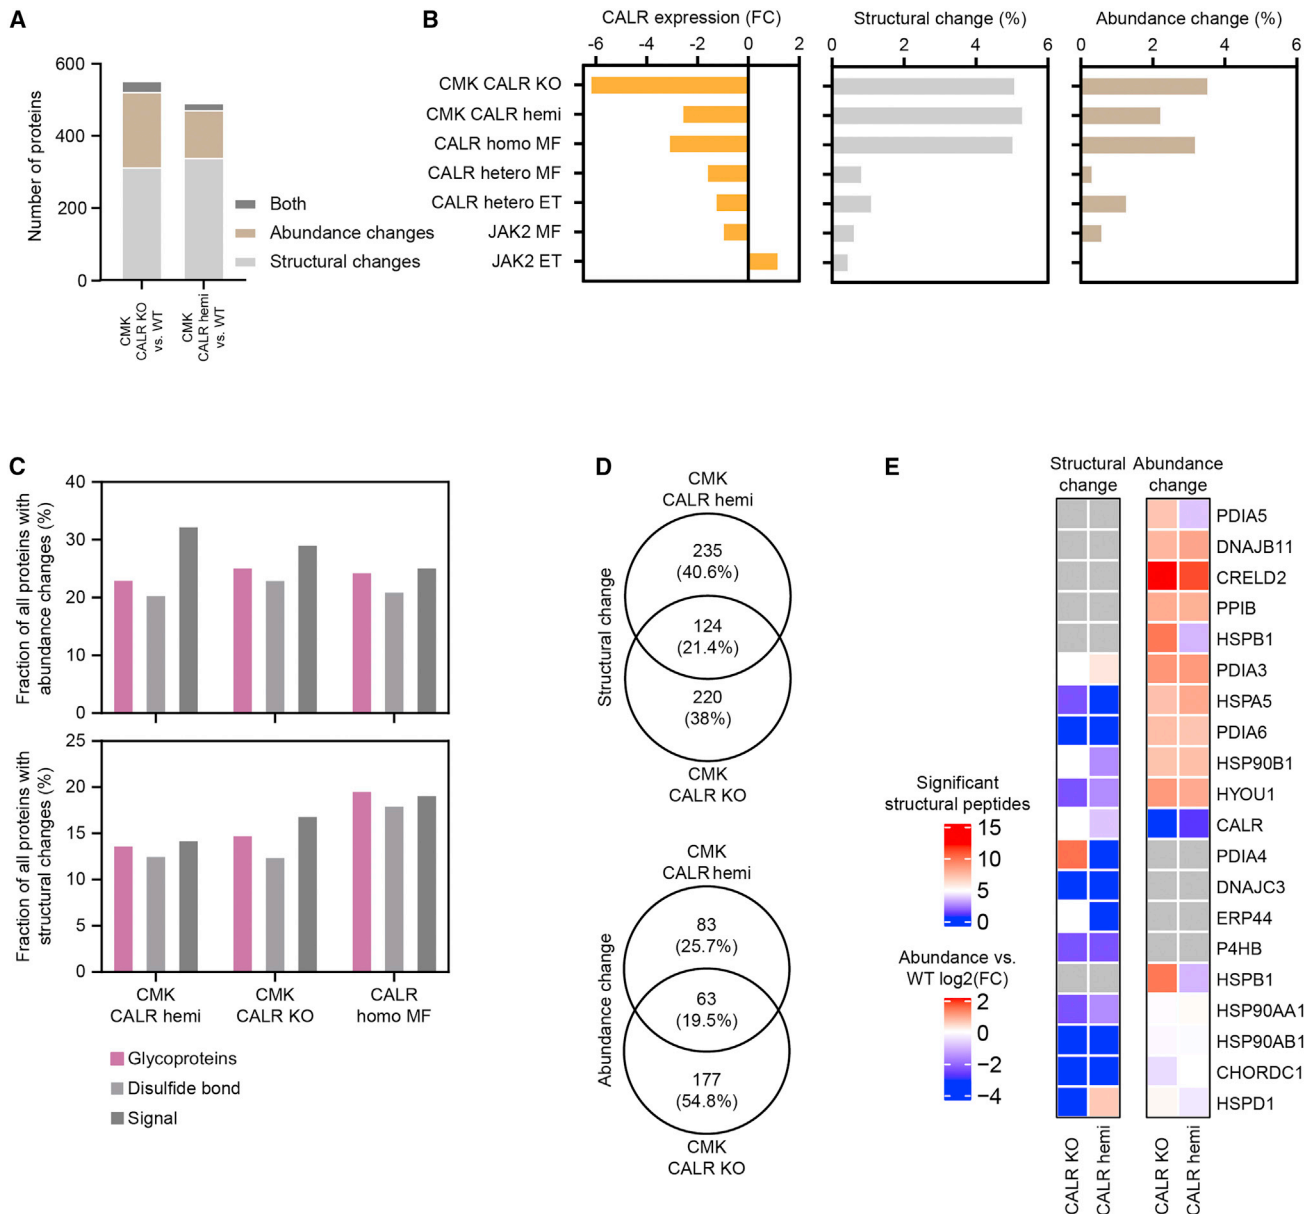 A
Number of proteins
600
400
200
0
CMK
CALR KO
vs. WT
CMK
CALR hemi
vs. WT
Both
Abundance changes
Structural changes
B
CALR expression (FC)
-6 -4 -2 0 2
Structural change (%)
0 2 4 6
Abundance change (%)
0 2 4 6
CMK CALR KO
CMK CALR hemi
CALR homo MF
CALR hetero MF
CALR hetero ET
JAK2 MF
JAK2 ET
C
Fraction of all proteins with
abundance changes (%)
40
30
20
10
0
Fraction of all proteins with
structural changes (%)
25
20
15
10
5
0
CMK
CALR hemi
CMK
CALR KO
CALR
homo MF
Glycoproteins
Disulfide bond
Signal
D
CMK
CALR hemi
Structural change
235
(40.6%)
124
(21.4%)
220
(38%)
CMK
CALR KO
CMK
CALR hemi
Abundance change
83
(25.7%)
63
(19.5%)
177
(54.8%)
CMK
CALR KO
E
Structural
change
Abundance
change
PDIA5
DNAJB11
CRELD2
PPIB
HSPB1
PDIA3
HSPA5
PDIA6
HSP90B1
HYOU1
CALR
PDIA4
DNAJC3
ERP44
P4HB
HSPB1
HSP90AA1
HSP90AB1
CHORDC1
HSPD1
CALR KO
CALR hemi
CALR KO
CALR hemi
Significant
structural peptides
15
10
5
0
Abundance vs.
WT log2(FC)
2
0
−2
−4